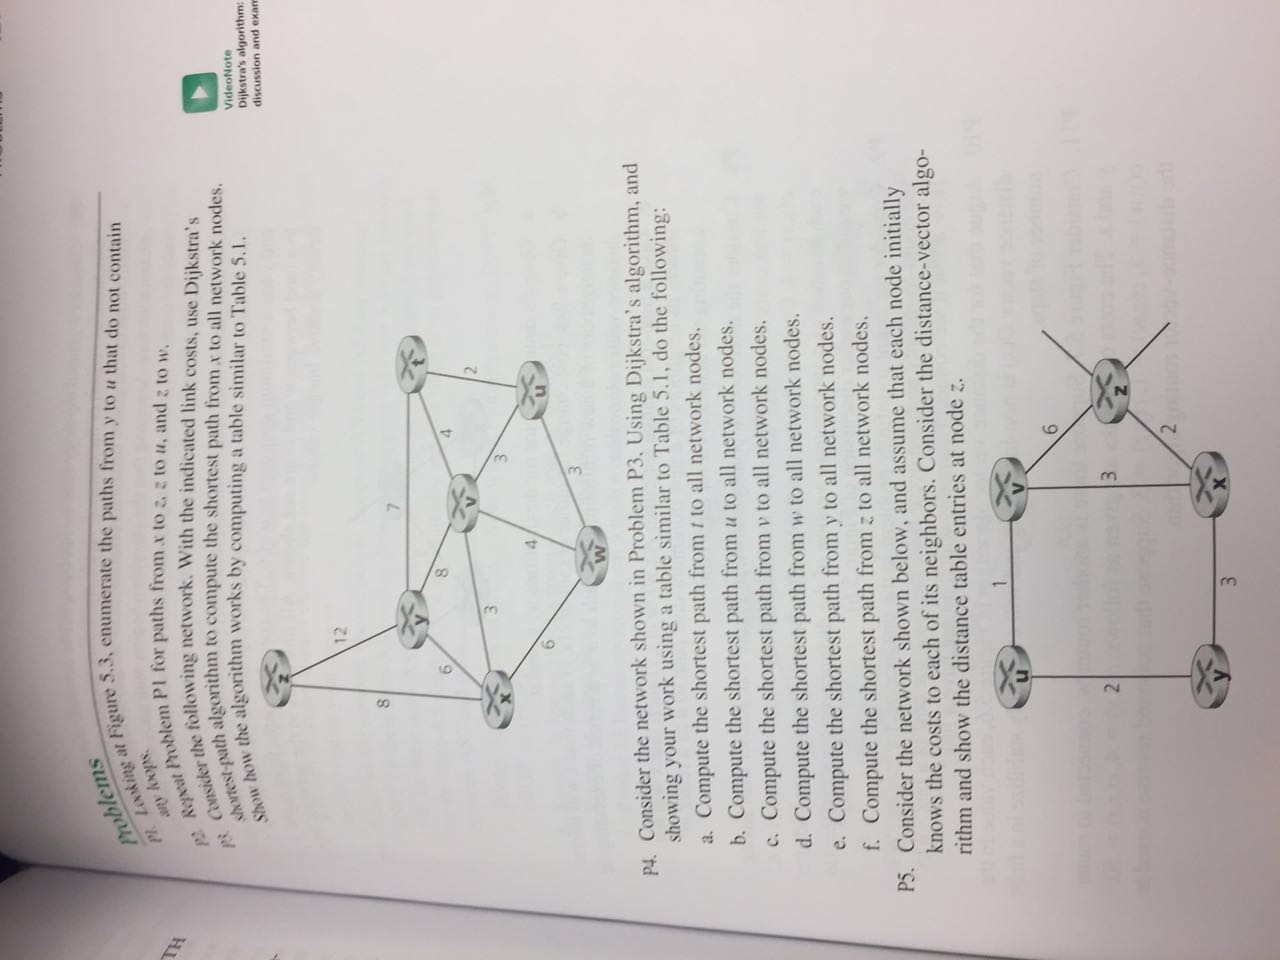 Problems
P1. Looking at Figure 5.3, enumerate the paths from y to u that do not contain
any loops.
P2. Repeat Problem P1 for paths from x to z, z to u, and z to w.
P3. Consider the following network. With the indicated link costs, use Dijkstra's
shortest-path algorithm to compute the shortest path from x to all network nodes.
Show how the algorithm works by computing a table similar to Table 5.1.
VideoNote
Dijkstra's algorithm:
discussion and exam
z
12
8
y
7
t
6
8
4
2
x
3
v
3
u
6
4
3
w
P4. Consider the network shown in Problem P3. Using Dijkstra's algorithm, and
showing your work using a table similar to Table 5.1, do the following:
a. Compute the shortest path from t to all network nodes.
b. Compute the shortest path from u to all network nodes.
c. Compute the shortest path from v to all network nodes.
d. Compute the shortest path from w to all network nodes.
e. Compute the shortest path from y to all network nodes.
f. Compute the shortest path from z to all network nodes.
P5. Consider the network shown below, and assume that each node initially
knows the costs to each of its neighbors. Consider the distance-vector algo-
rithm and show the distance table entries at node z.
u
1
v
6
2
3
z
2
y
3
x
TH